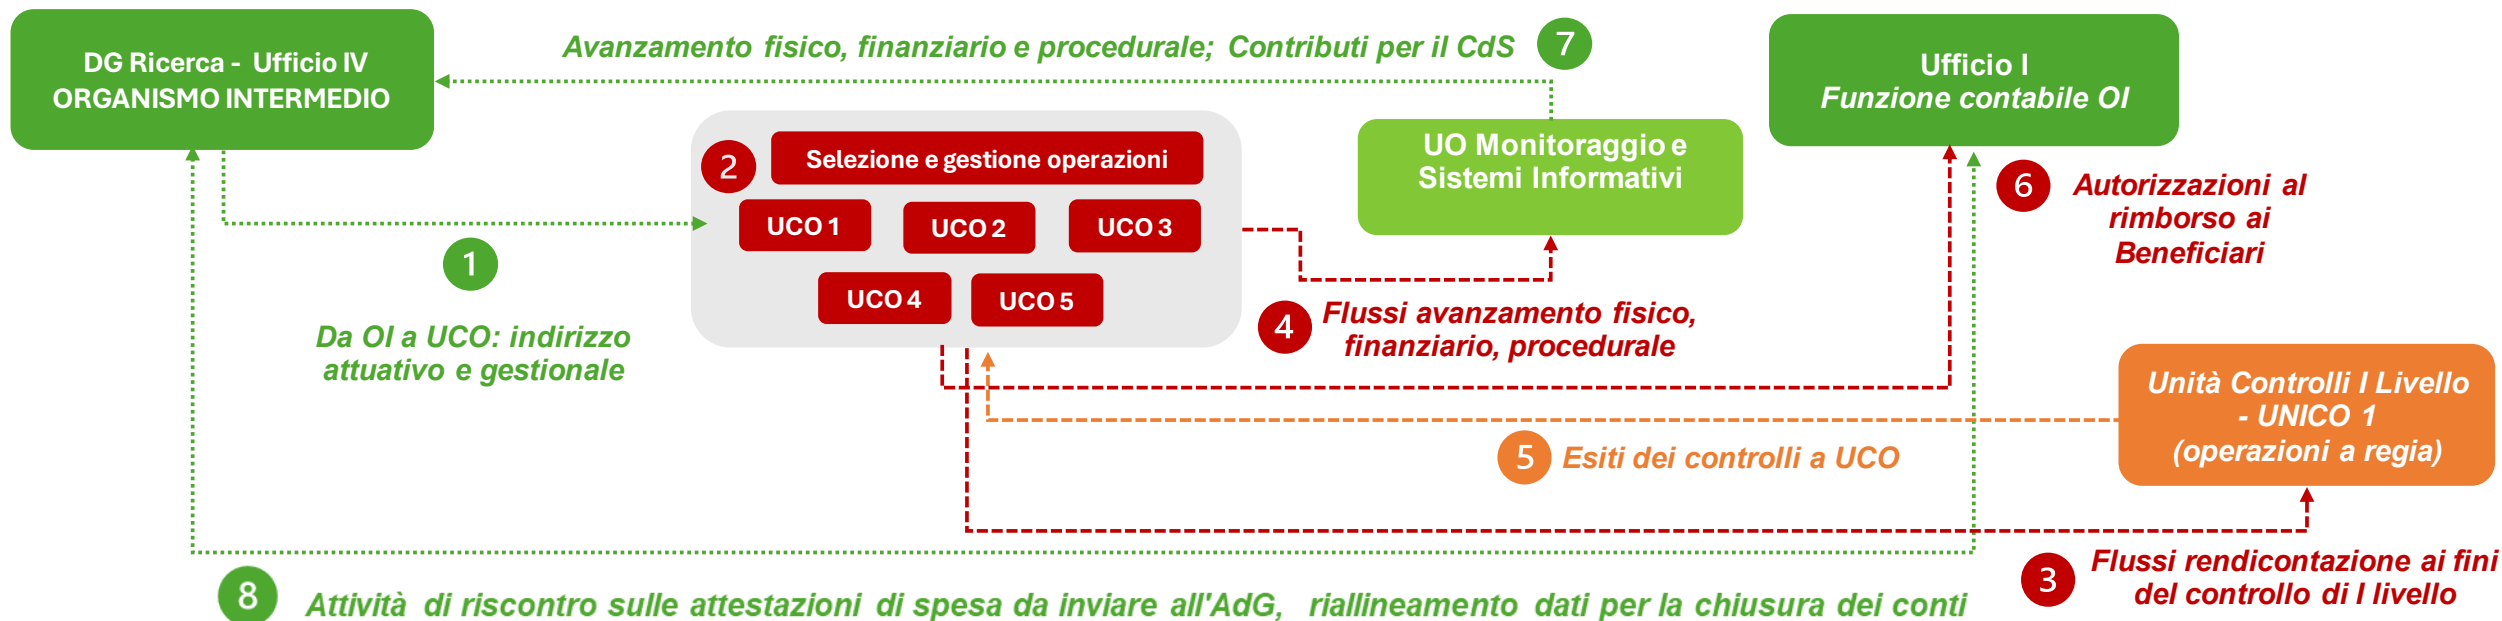 DG Ricerca - Ufficio IV
ORGANISMO INTERMEDIO
Avanzamento fisico, finanziario e procedurale; Contributi per il CdS
7
Ufficio I
Funzione contabile OI
2
Selezione e gestione operazioni
UCO 1
UCO 2
UCO 3
UCO 4
UCO 5
UO Monitoraggio e
Sistemi Informativi
6
Autorizzazioni al
rimborso ai
Beneficiari
1
Da OI a UCO: indirizzo
attuativo e gestionale
4
Flussi avanzamento fisico,
finanziario, procedurale
Unità Controlli I Livello
- UNICO 1
(operazioni a regia)
5
Esiti dei controlli a UCO
3
Flussi rendicontazione ai fini
del controllo di I livello
8
Attività di riscontro sulle attestazioni di spesa da inviare all'AdG, riallineamento dati per la chiusura dei conti